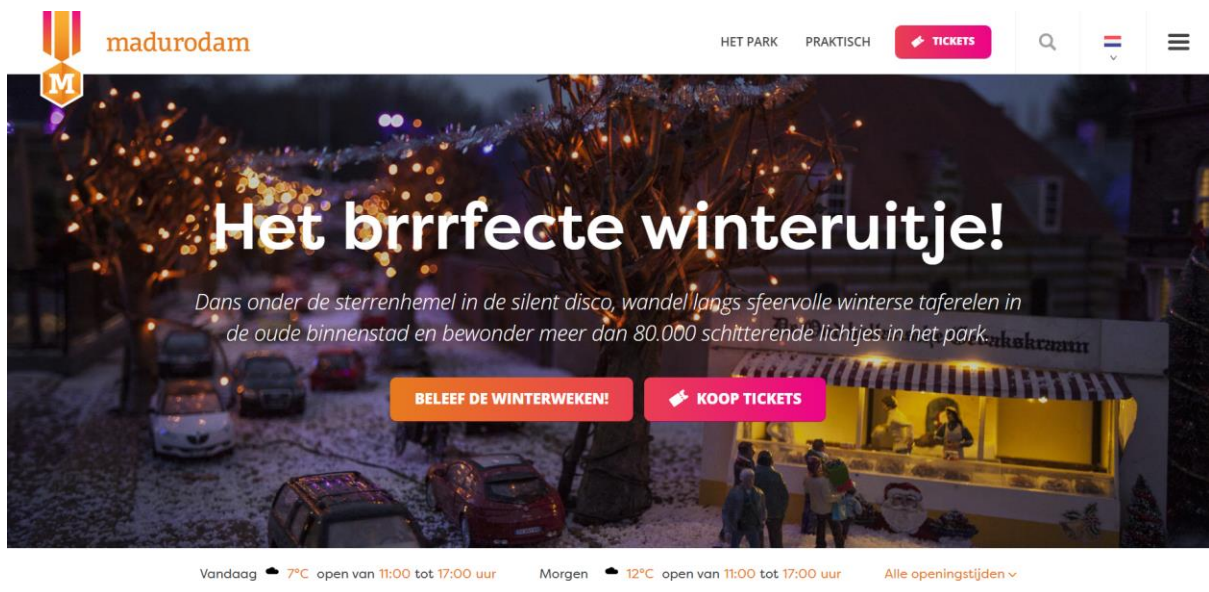 madurodam
HET PARK PRAKTISCH TICKETS
M
Het brrrfecte winteruitje!
Dans onder de sterrenhemel in de silent disco, wandel langs sfeervolle winterse taferelen in
de oude binnenstad en bewonder meer dan 80.000 schitterende lichtjes in het park.
BELEEF DE WINTERWEKEN! KOOP TICKETS
Vandaag 7°C open van 11:00 tot 17:00 uur Morgen 12°C open van 11:00 tot 17:00 uur Alle openingstijden